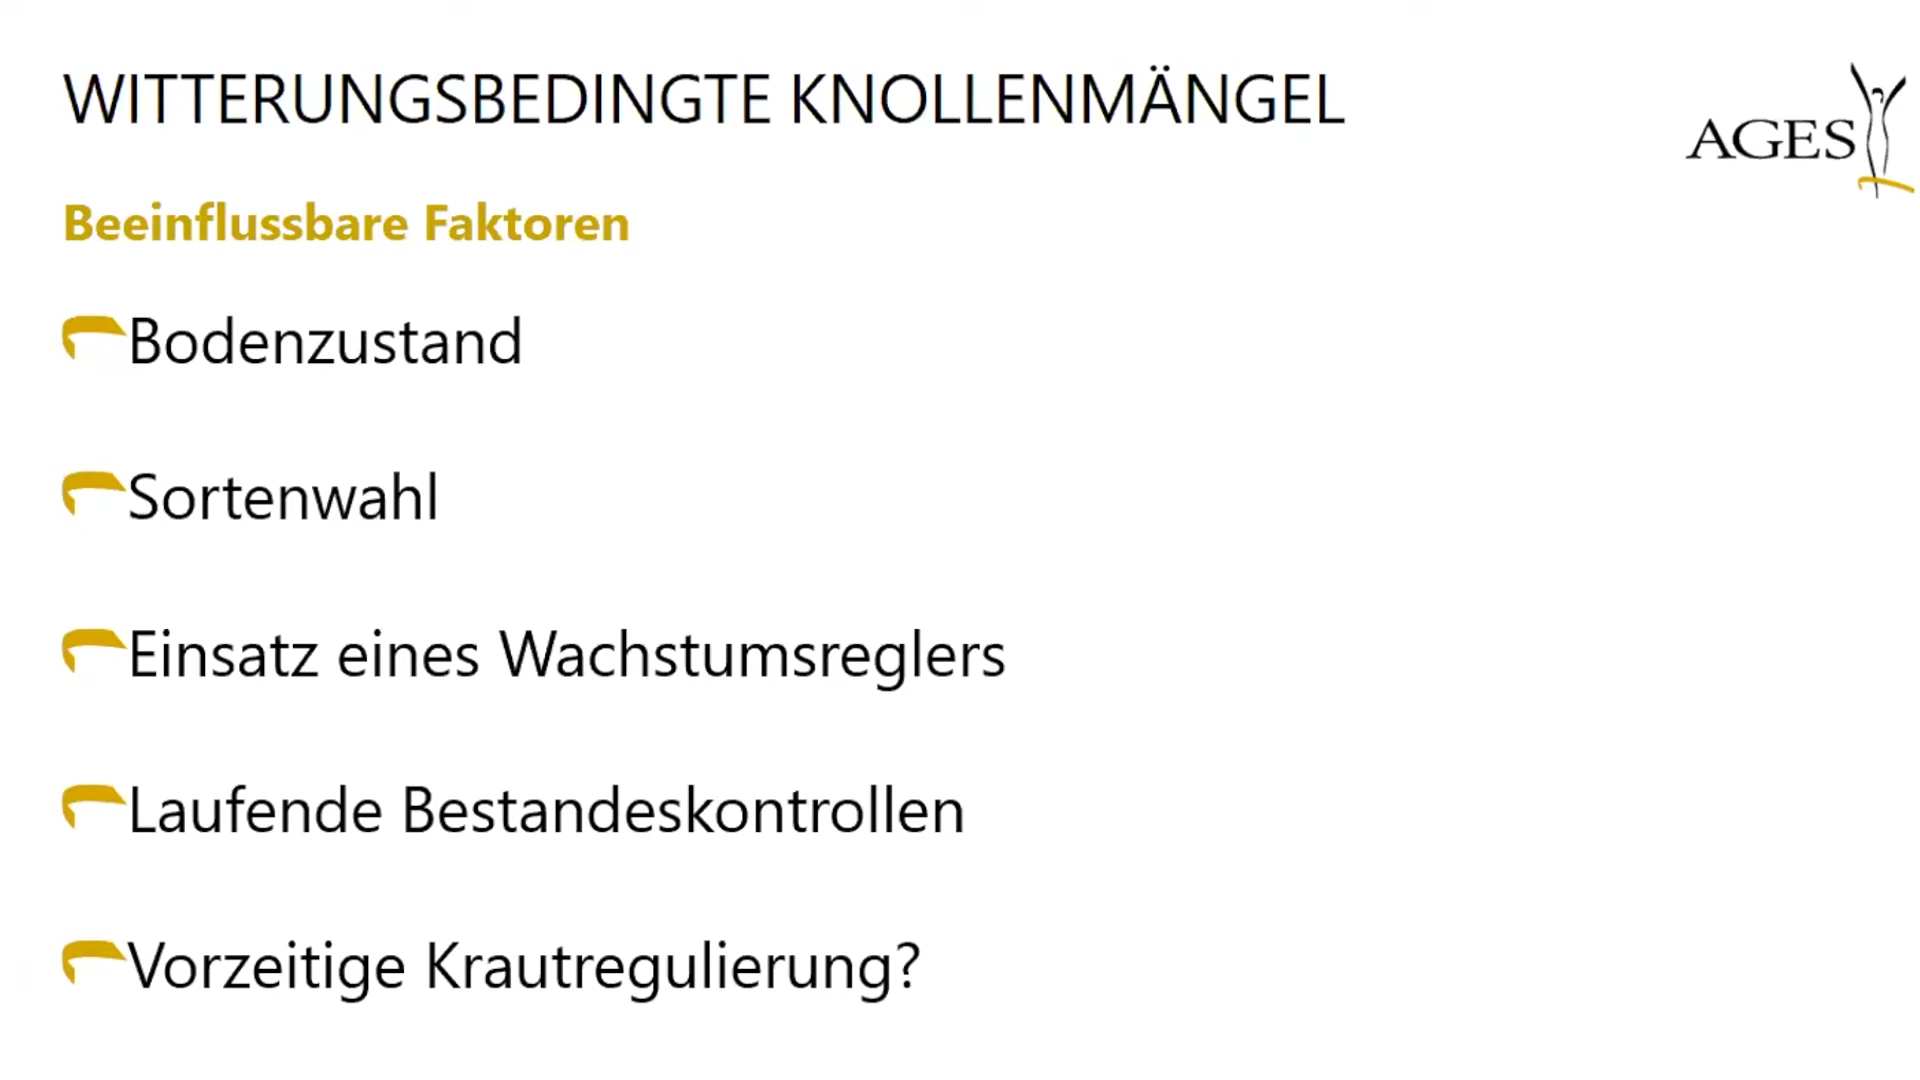 WITTERUNGSBEDINGTE KNOLLENMÄNGEL
AGES
Beeinflussbare Faktoren
Bodenzustand
Sortenwahl
Einsatz eines Wachstumsreglers
Laufende Bestandeskontrollen
Vorzeitige Krautregulierung?